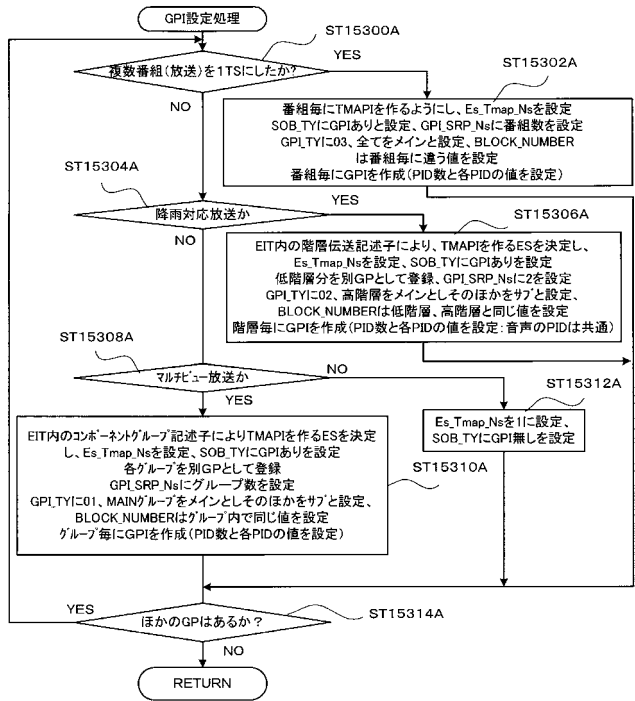 GPI設定処理
ST15300A
複数番組(放送)を1TSにしたか?
YES
NO
ST15302A
番組毎にTMAPIを作るようにし、Es_Tmap_Nsを設定
SOB_TYにGPIありと設定、GPI_SRP_Nsに番組数を設定
GPI_TYに03、全てをメインと設定、BLOCK_NUMBER
は番組毎に違う値を設定
番組毎にGPIを作成(PID数と各PIDの値を設定)
ST15304A
降雨対応放送か
YES
NO
ST15306A
EIT内の階層伝送記述子により、TMAPIを作るESを決定し、
Es_Tmap_Nsを設定、SOB_TYにGPIありを設定
低階層分を別GPとして登録、GPI_SRP_Nsに2を設定
GPI_TYに02、高階層をメインとしそのほかをサブと設定、
BLOCK_NUMBERは低階層、高階層と同じ値を設定
階層毎にGPIを作成(PID数と各PIDの値を設定:音声のPIDは共通)
ST15308A
マルチビュー放送か
NO
YES
ST15312A
Es_Tmap_Nsを1に設定、
SOB_TYにGPI無しを設定
EIT内のコンポーネントグループ記述子によりTMAPIを作るESを決定
し、Es_Tmap_Nsを設定、SOB_TYにGPIありを設定
各グループを別GPとして登録
GPI_SRP_Nsにグループ数を設定
GPI_TYに01、MAINグループをメインとしそのほかをサブと設定、
BLOCK_NUMBERはグループ内で同じ値を設定
グループ毎にGPIを作成(PID数と各PIDの値を設定)
ST15310A
YES
ほかのGPはあるか?
ST15314A
NO
RETURN